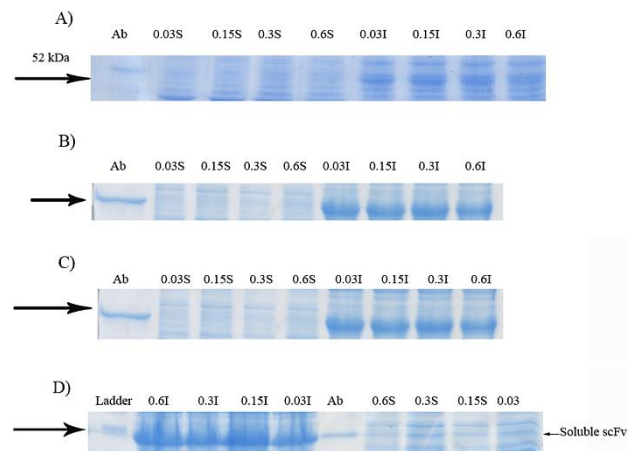 A)
Ab 0.03S 0.15S 0.3S 0.6S 0.03I 0.15I 0.3I 0.6I
52 kDa
B)
Ab 0.03S 0.15S 0.3S 0.6S 0.03I 0.15I 0.3I 0.6I
C)
Ab 0.03S 0.15S 0.3S 0.6S 0.03I 0.15I 0.3I 0.6I
D)
Ladder 0.6I 0.3I 0.15I 0.03I Ab 0.6S 0.3S 0.15S 0.03
Soluble scFv